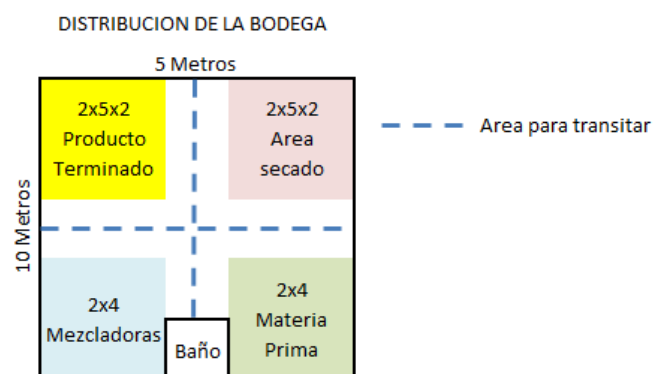 DISTRIBUCION DE LA BODEGA
5 Metros
10 Metros
2x5x2
Producto
Terminado
2x5x2
Area
secado
Area para transitar
2x4
Mezcladoras
Baño
2x4
Materia
Prima